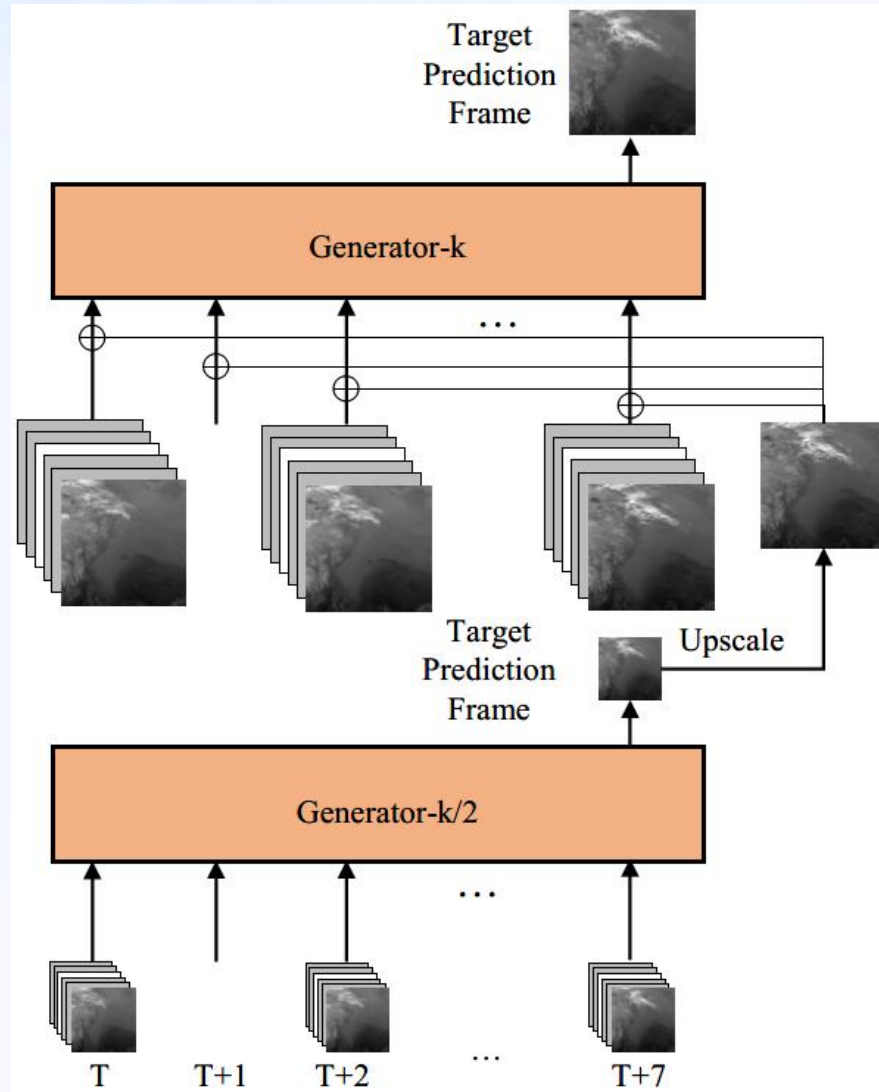 Target
Prediction
Frame
Generator-k
...
Target
Prediction
Frame
Upscale
Generator-k/2
...
T T+1 T+2 ... T+7